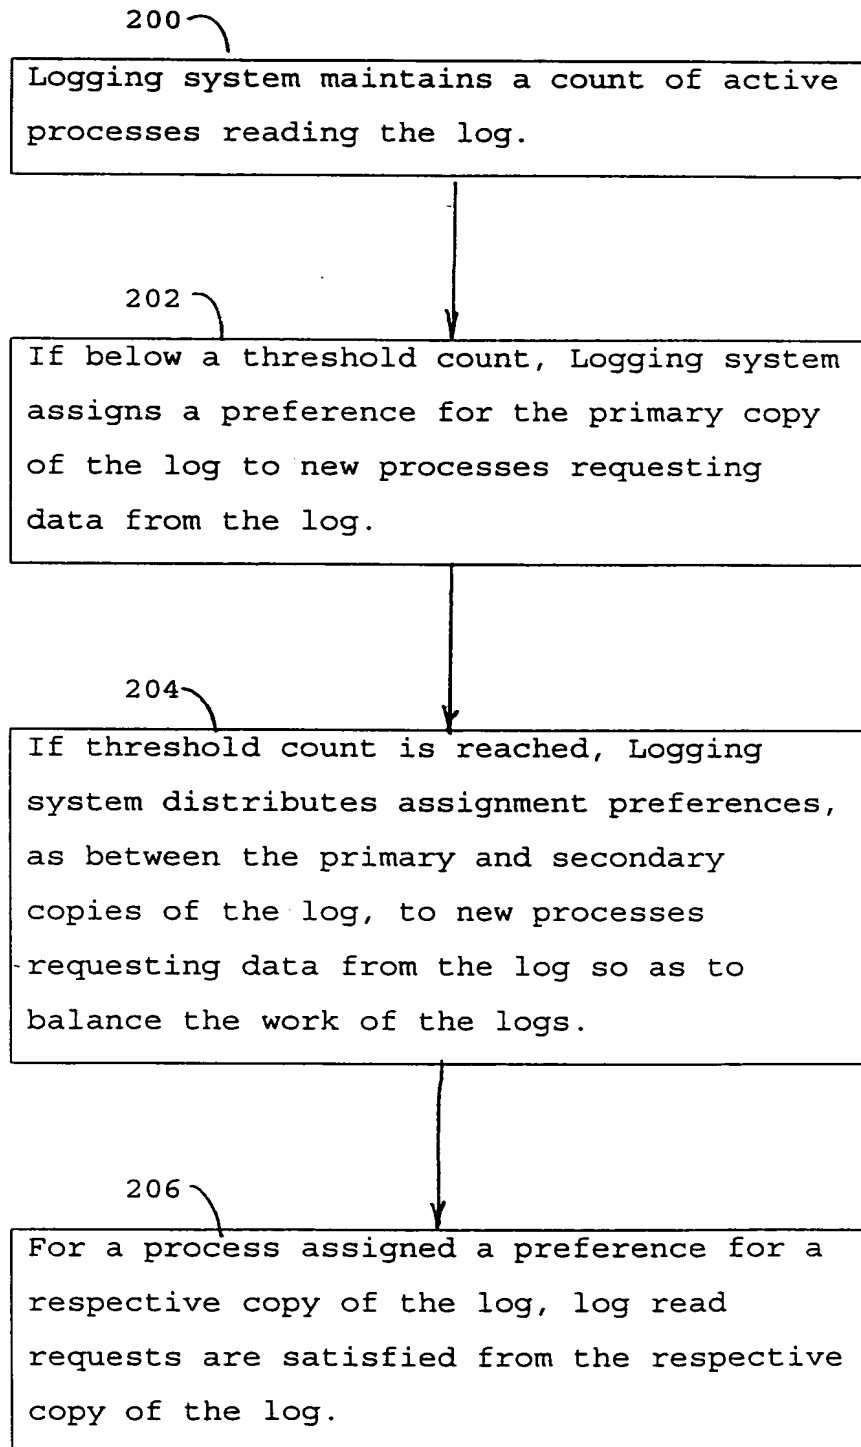 200
Logging system maintains a count of active
processes reading the log.
202
If below a threshold count, Logging system
assigns a preference for the primary copy
of the log to new processes requesting
data from the log.
204
If threshold count is reached, Logging
system distributes assignment preferences,
as between the primary and secondary
copies of the log, to new processes
requesting data from the log so as to
balance the work of the logs.
206
For a process assigned a preference for a
respective copy of the log, log read
requests are satisfied from the respective
copy of the log.